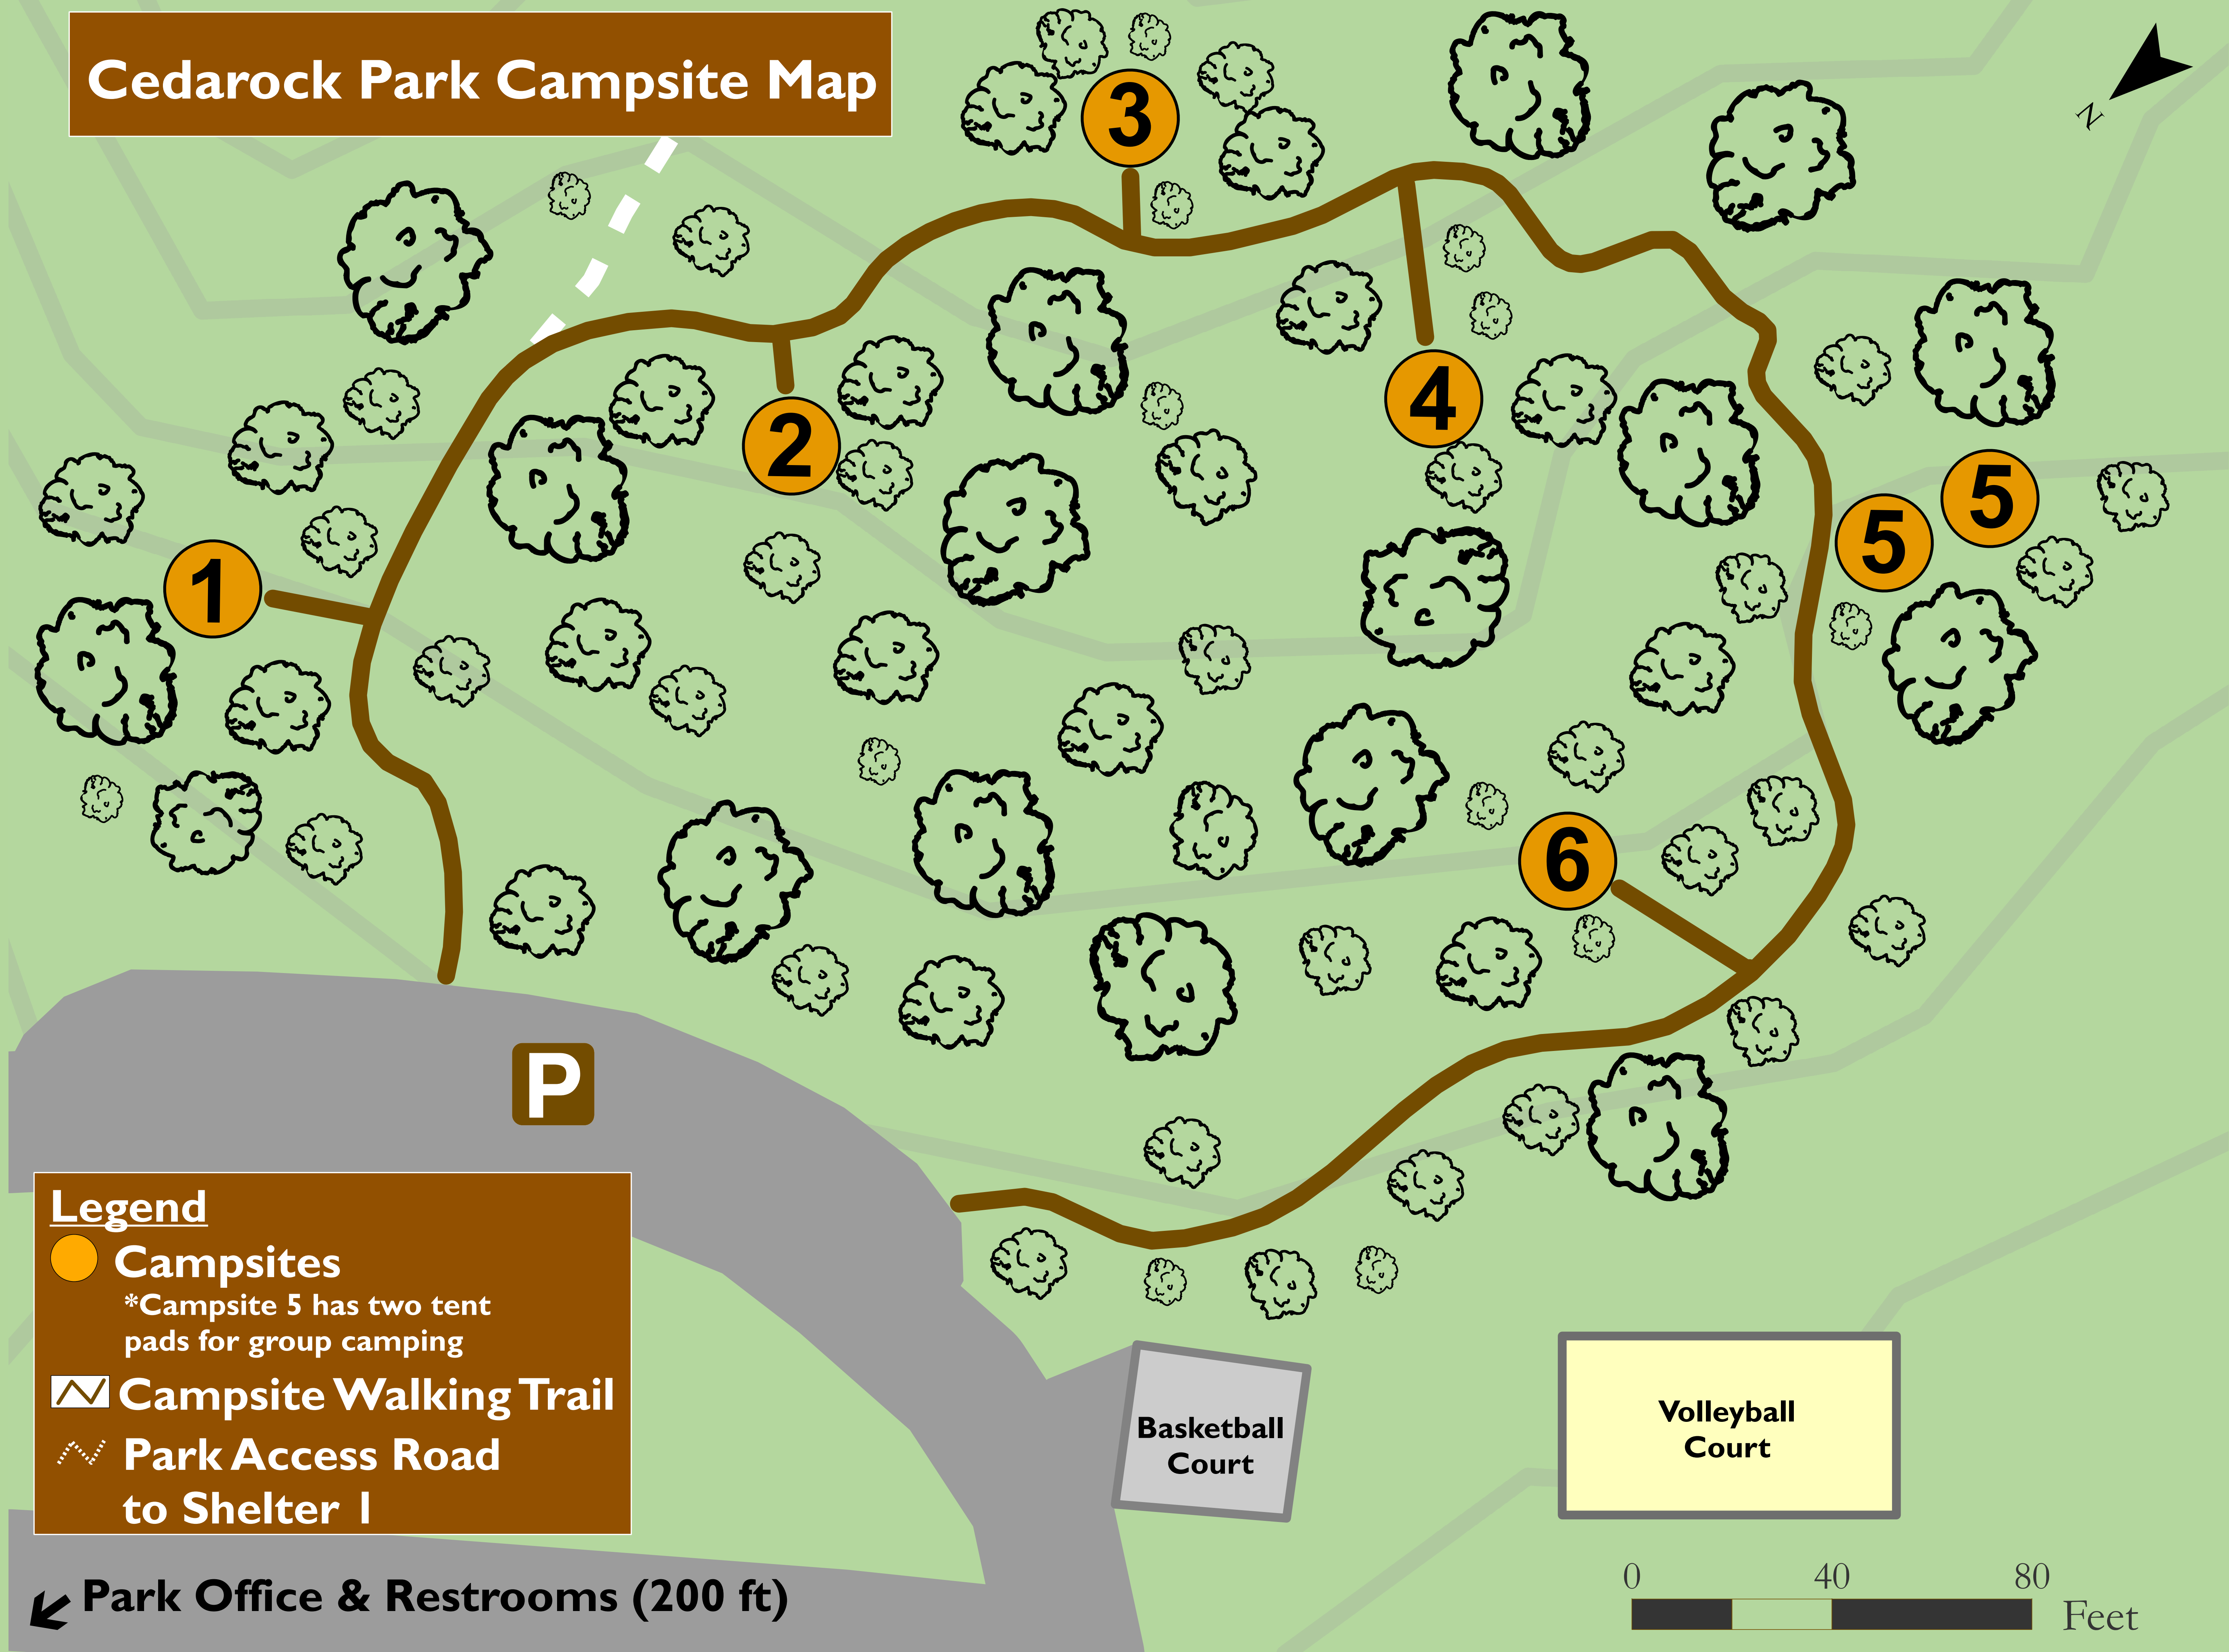 Cedarock Park Campsite Map
N
3
4
2
5
5
1
6
P
Legend
Campsites
*Campsite 5 has two tent
pads for group camping
Campsite Walking Trail
Park Access Road
to Shelter 1
Basketball
Court
Volleyball
Court
Park Office & Restrooms (200 ft)
0 40 80
Feet